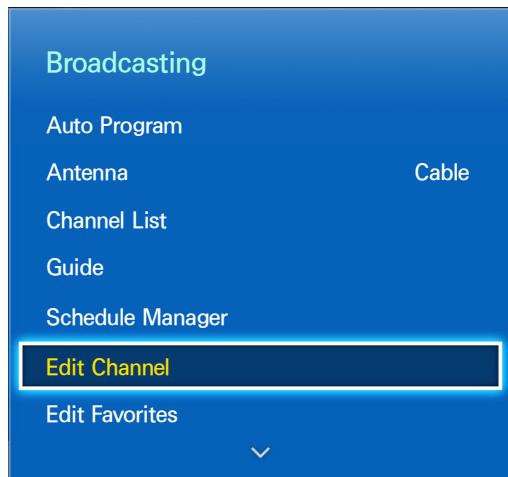 Broadcasting
Auto Program
Antenna Cable
Channel List
Guide
Schedule Manager
Edit Channel
Edit Favorites